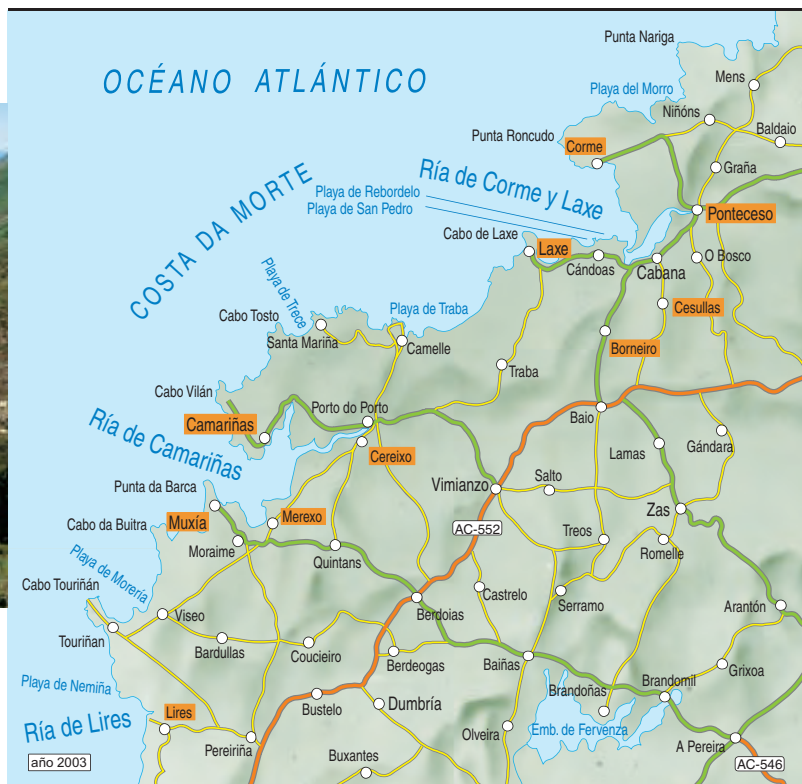 Punta Nariga
OCÉANO ATLÁNTICO
Mens
Playa del Morro
Niñóns
Baldaio
Punta Roncudo
Corme
Graña
COSTA DA MORTE
Ría de Corme y Laxe
Playa de Rebordelo
Playa de San Pedro
Ponteceso
Cabo de Laxe
Laxe
Cándoas
Cabana
O Bosco
Playa de Trece
Cabo Tosto
Playa de Traba
Cesullas
Santa Mariña
Camelle
Borneiro
Traba
Cabo Vilán
Ría de Camariñas
Camariñas
Porto do Porto
Baio
Cereixo
Lamas
Gándara
Punta da Barca
Vimianzo
Salto
Cabo da Buitra
Muxía
Merexo
Zas
AC-552
Moraime
Quintans
Treos
Romelle
Playa de Morería
Cabo Touriñán
Viseo
Berdoias
Castrelo
Serramo
Arantón
Touriñan
Bardullas
Coucieiro
Berdeogas
Baiñas
Grixoa
Playa de Nemiña
Brandoñas
Brandomil
Lires
Ría de Lires
Bustelo
Dumbría
Emb. de Fervenza
Pereiriña
Olveira
A Pereira
Buxantes
año 2003
AC-546